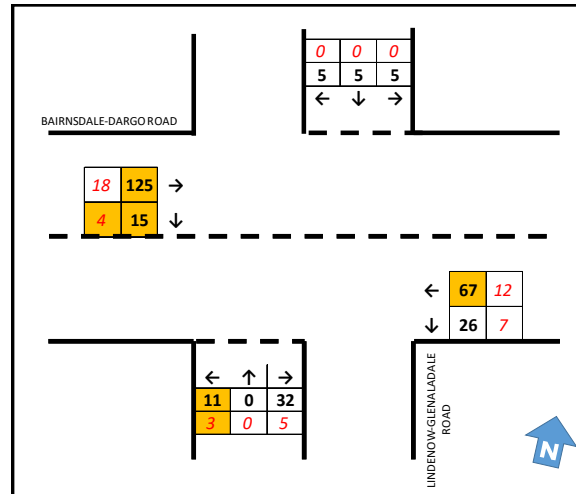 0 0 0
5 5 5
← ↓ →
BAIRNSDALE-DARGO ROAD
18 125 →
4 15 ↓
← 67 12
↓ 26 7
← ↑ →
11 0 32
3 0 5
LINDENOW-GLENALADALE
ROAD
N